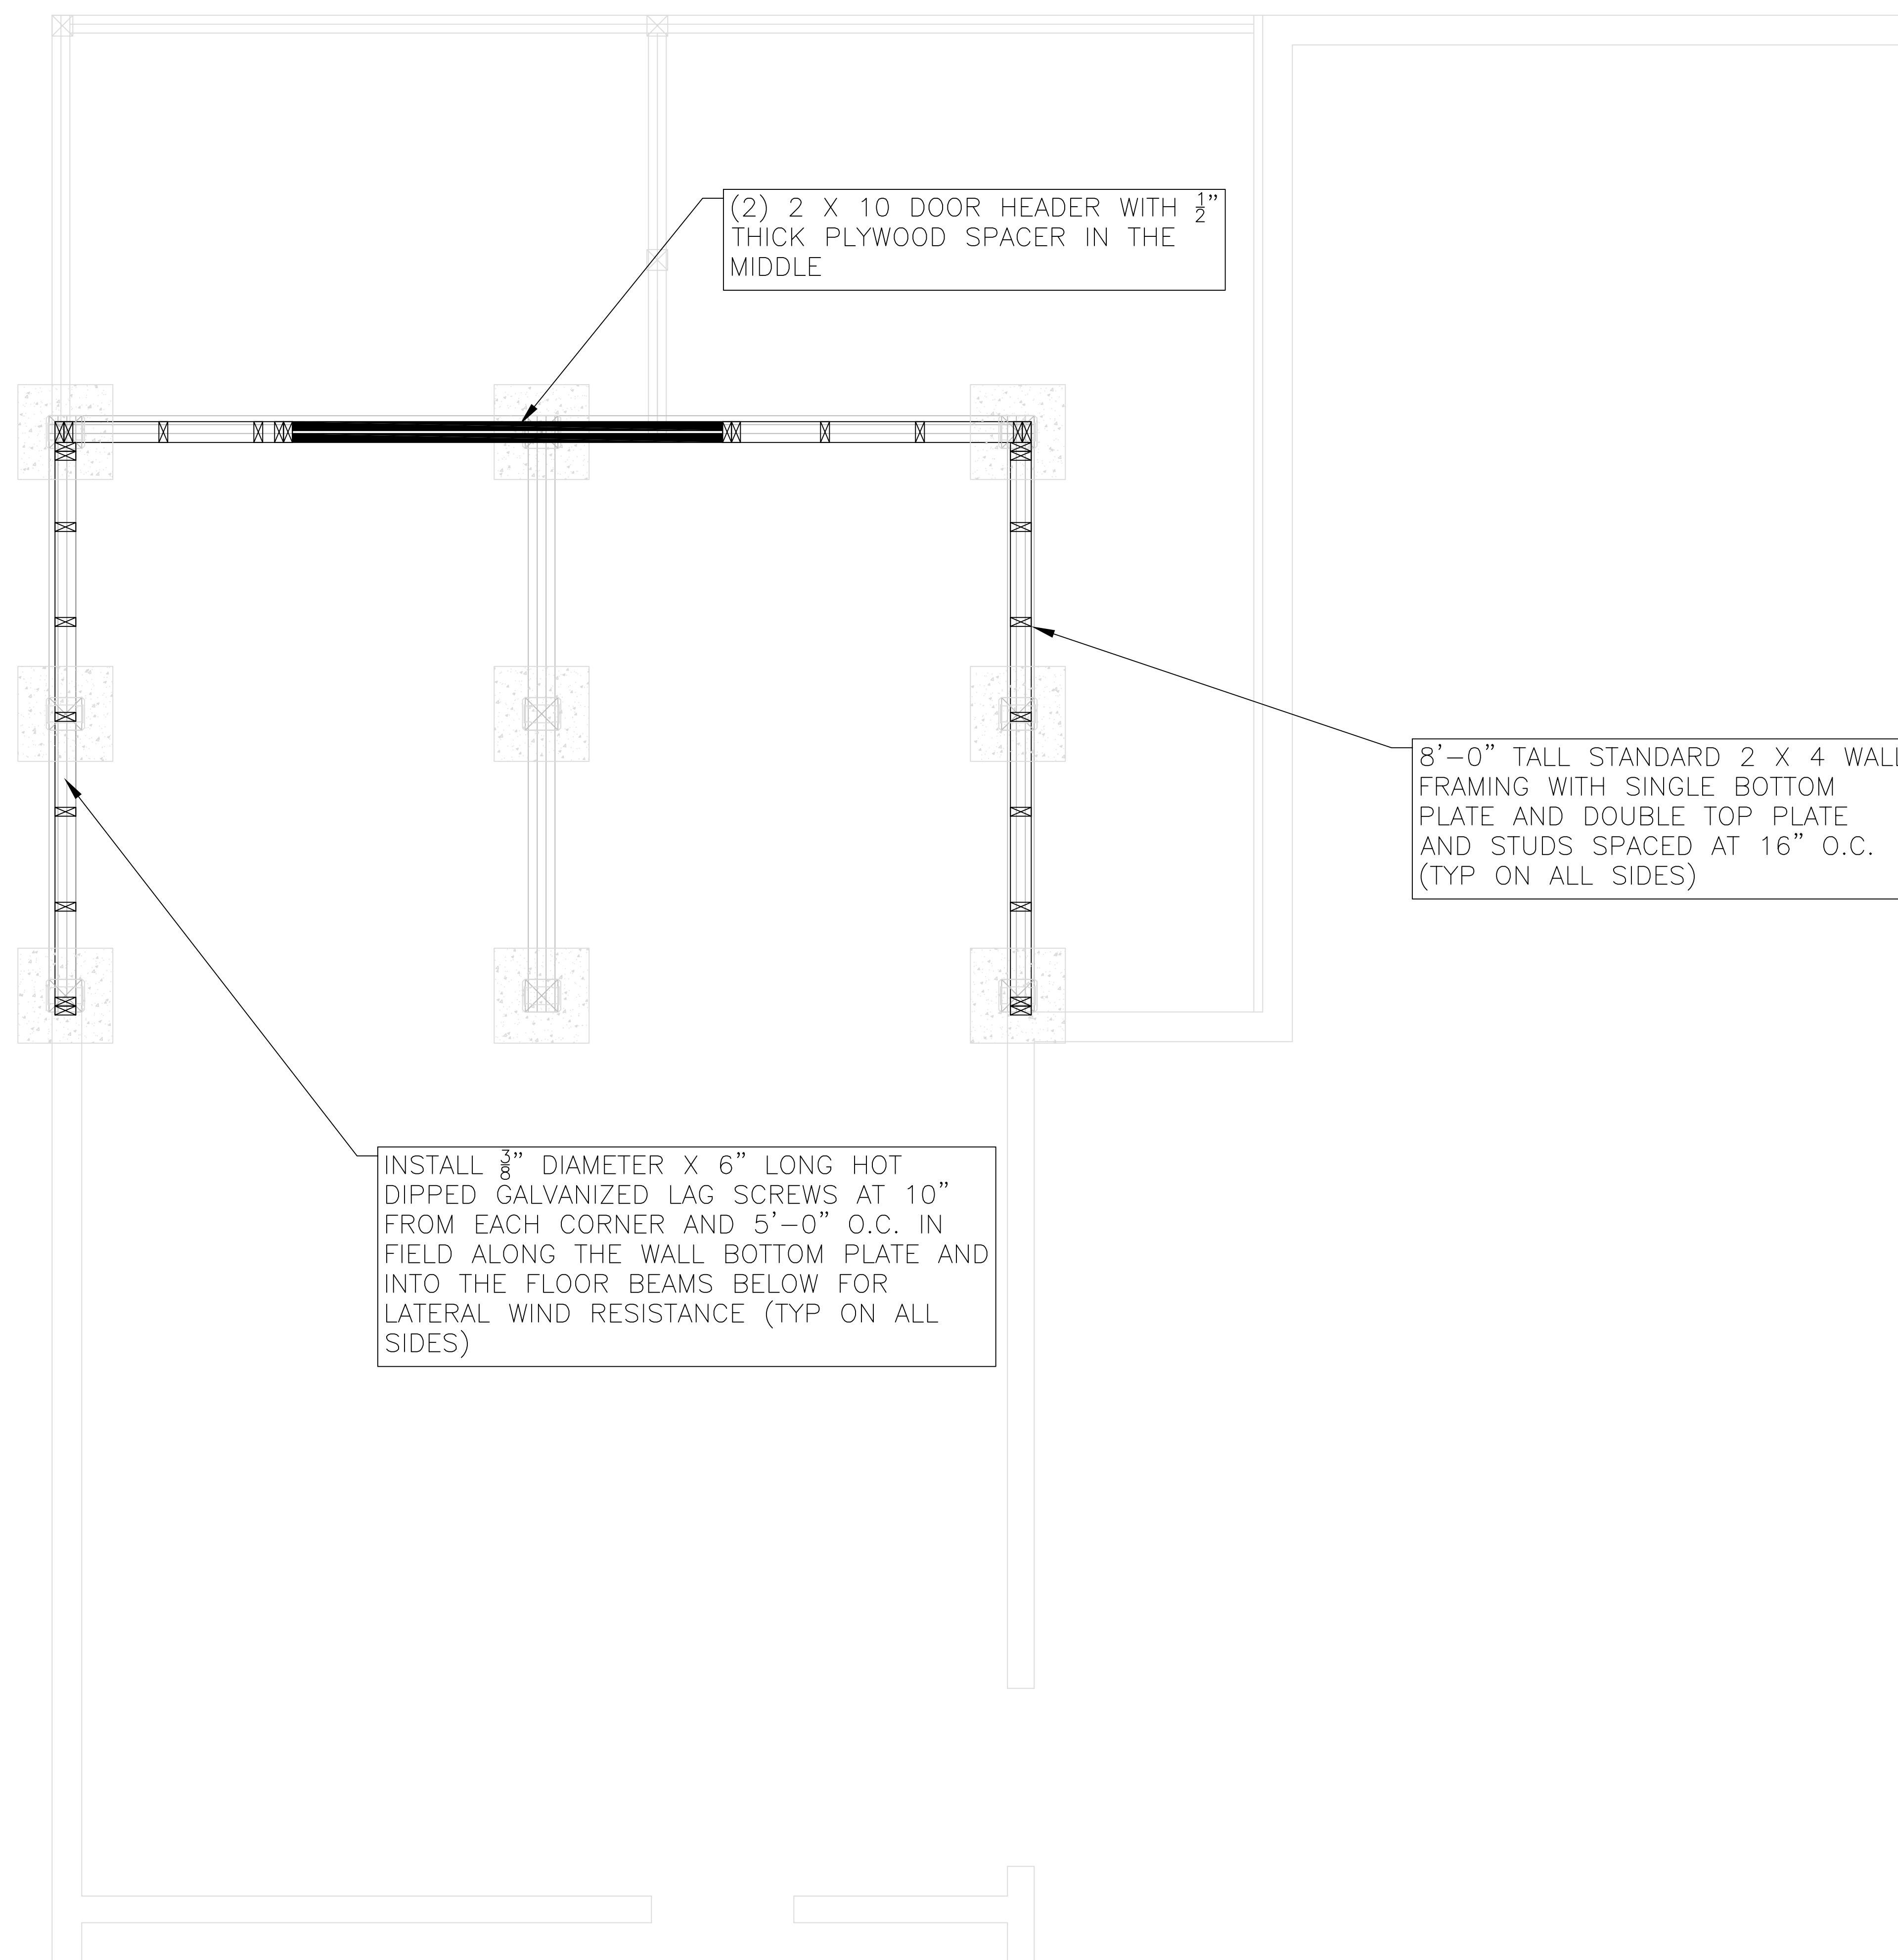 (2) 2 X 10 DOOR HEADER WITH 1/2"
THICK PLYWOOD SPACER IN THE
MIDDLE
8'-0" TALL STANDARD 2 X 4 WALL
FRAMING WITH SINGLE BOTTOM
PLATE AND DOUBLE TOP PLATE
AND STUDS SPACED AT 16" O.C.
(TYP ON ALL SIDES)
INSTALL 3/8" DIAMETER X 6" LONG HOT
DIPPED GALVANIZED LAG SCREWS AT 10"
FROM EACH CORNER AND 5'-0" O.C. IN
FIELD ALONG THE WALL BOTTOM PLATE AND
INTO THE FLOOR BEAMS BELOW FOR
LATERAL WIND RESISTANCE (TYP ON ALL
SIDES)